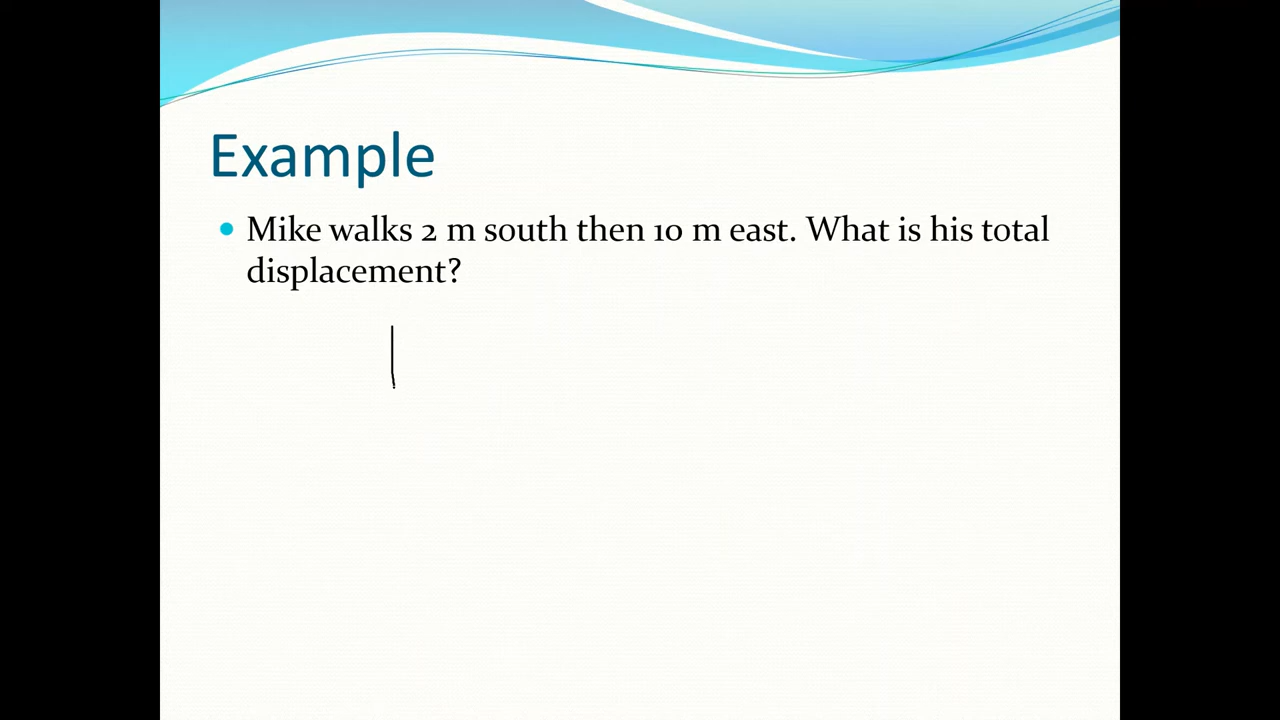 Example
Mike walks 2 m south then 10 m east. What is his total
displacement?